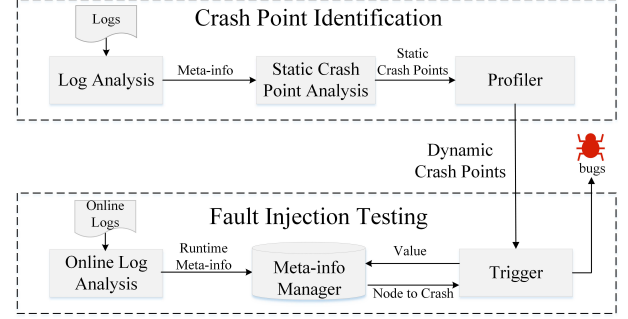 Crash Point Identification
Logs
Log Analysis
Meta-info
Static Crash
Point Analysis
Static
Crash Points
Profiler
Dynamic
Crash Points
bugs
Fault Injection Testing
Online
Logs
Online Log
Analysis
Runtime
Meta-info
Meta-info
Manager
Value
Node to Crash
Trigger